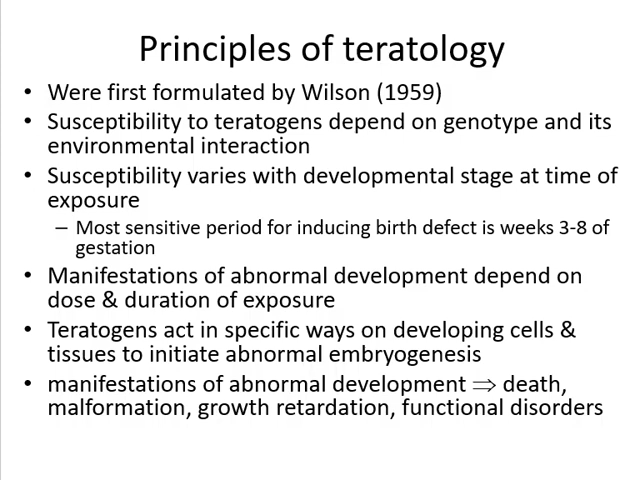 Principles of teratology
• Were first formulated by Wilson (1959)
• Susceptibility to teratogens depend on genotype and its
environmental interaction
• Susceptibility varies with developmental stage at time of
exposure
– Most sensitive period for inducing birth defect is weeks 3-8 of
gestation
• Manifestations of abnormal development depend on
dose & duration of exposure
• Teratogens act in specific ways on developing cells &
tissues to initiate abnormal embryogenesis
• manifestations of abnormal development ⇒ death,
malformation, growth retardation, functional disorders